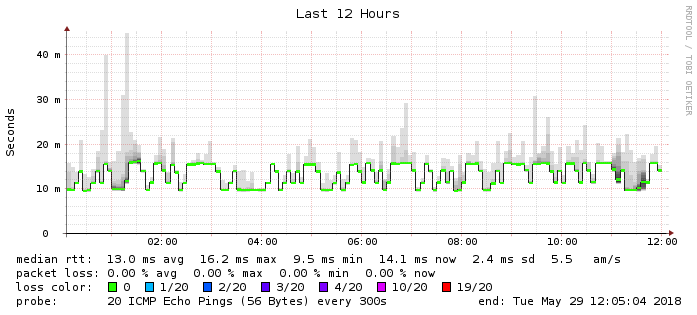 Last 12 Hours
RRDTOOL / TOBI OETIKER
Seconds
40 m
30 m
20 m
10 m
0
02:00 04:00 06:00 08:00 10:00 12:00
median rtt: 13.0 ms avg 16.2 ms max 9.5 ms min 14.1 ms now 2.4 ms sd 5.5 am/s
packet loss: 0.00 % avg 0.00 % max 0.00 % min 0.00 % now
loss color: 0 1/20 2/20 3/20 4/20 10/20 19/20
probe: 20 ICMP Echo Pings (56 Bytes) every 300s end: Tue May 29 12:05:04 2018